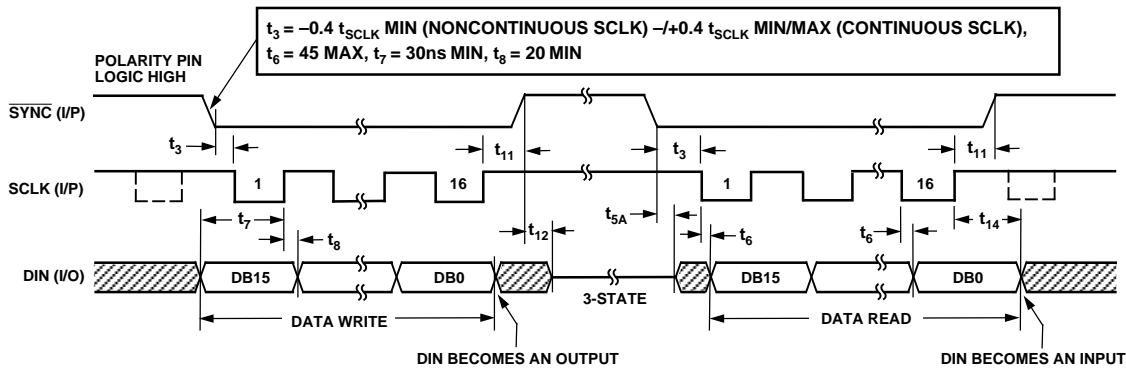 t3 = –0.4 tSCLK MIN (NONCONTINUOUS SCLK) –/+0.4 tSCLK MIN/MAX (CONTINUOUS SCLK),
t6 = 45 MAX, t7 = 30ns MIN, t8 = 20 MIN
POLARITY PIN
LOGIC HIGH
SYNC (I/P)
t3
t11
t3
t11
SCLK (I/P)
1
16
1
16
t7
t8
t12
t5A
t6
t6
t14
DIN (I/O)
DB15
DB0
3-STATE
DB15
DB0
DATA WRITE
DATA READ
DIN BECOMES AN OUTPUT
DIN BECOMES AN INPUT